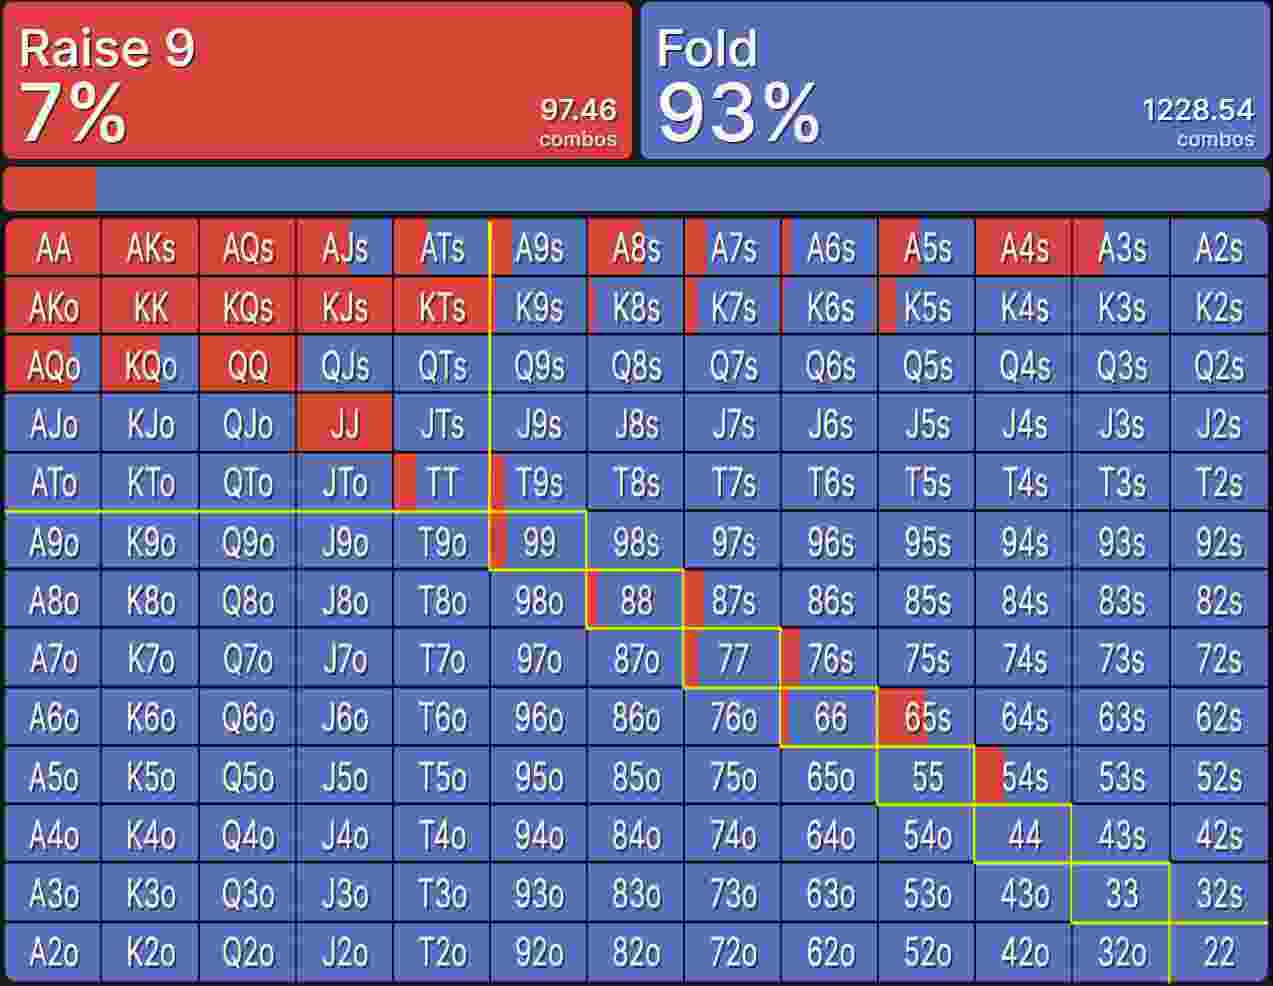 Raise 9
7%
97.46
combos
Fold
93%
1228.54
combos
AA AKs AQs AJs ATs A9s A8s A7s A6s A5s A4s A3s A2s
AKo KK KQs KJs KTs K9s K8s K7s K6s K5s K4s K3s K2s
AQo KQo QQ QJs QTs Q9s Q8s Q7s Q6s Q5s Q4s Q3s Q2s
AJo KJo QJo JJ JTs J9s J8s J7s J6s J5s J4s J3s J2s
ATo KTo QTo JTo TT T9s T8s T7s T6s T5s T4s T3s T2s
A9o K9o Q9o J9o T9o 99 98s 97s 96s 95s 94s 93s 92s
A8o K8o Q8o J8o T8o 98o 88 87s 86s 85s 84s 83s 82s
A7o K7o Q7o J7o T7o 97o 87o 77 76s 75s 74s 73s 72s
A6o K6o Q6o J6o T6o 96o 86o 76o 66 65s 64s 63s 62s
A5o K5o Q5o J5o T5o 95o 85o 75o 65o 55 54s 53s 52s
A4o K4o Q4o J4o T4o 94o 84o 74o 64o 54o 44 43s 42s
A3o K3o Q3o J3o T3o 93o 83o 73o 63o 53o 43o 33 32s
A2o K2o Q2o J2o T2o 92o 82o 72o 62o 52o 42o 32o 22